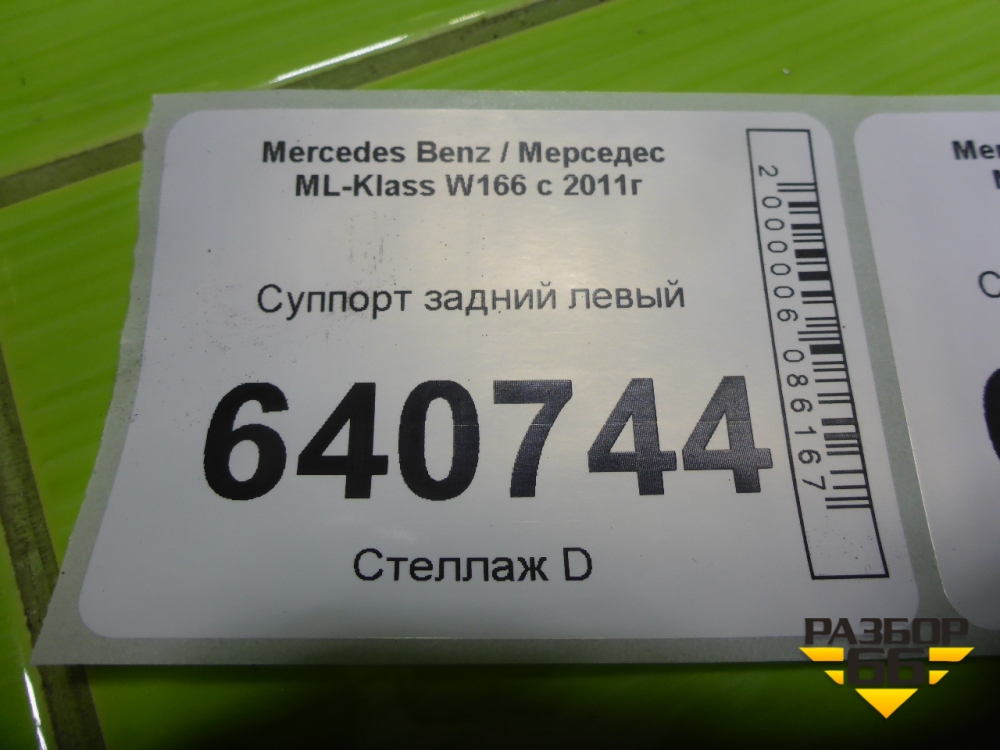 Mercedes Benz / Мерседес
ML-Klass W166 с 2011г
Суппорт задний левый
640744
Стеллаж D
2000006086167
РАЗБОР
66